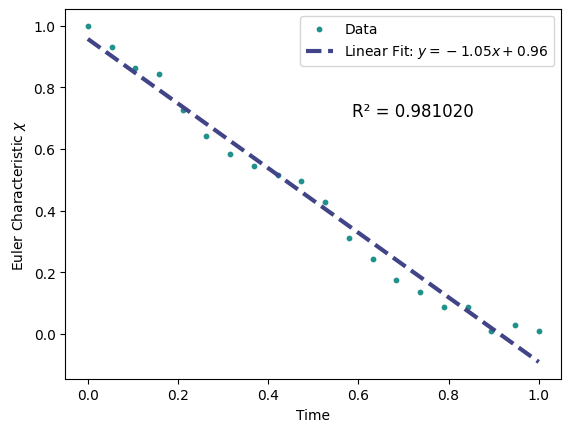 Data
Linear Fit: y = −1.05x + 0.96
R² = 0.981020
1.0
0.8
0.6
0.4
0.2
0.0
Euler Characteristic χ
0.0 0.2 0.4 0.6 0.8 1.0
Time